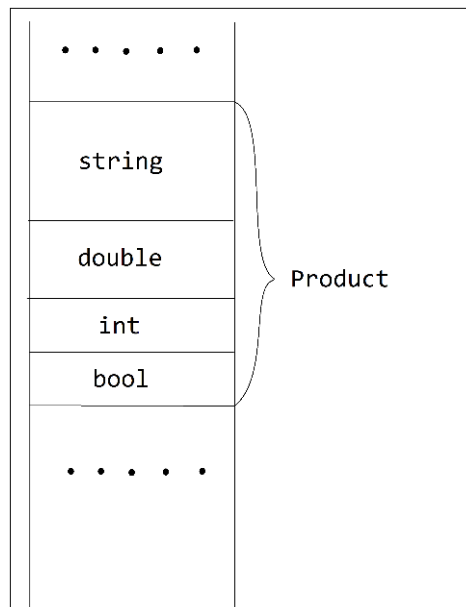 string
double
Product
int
bool